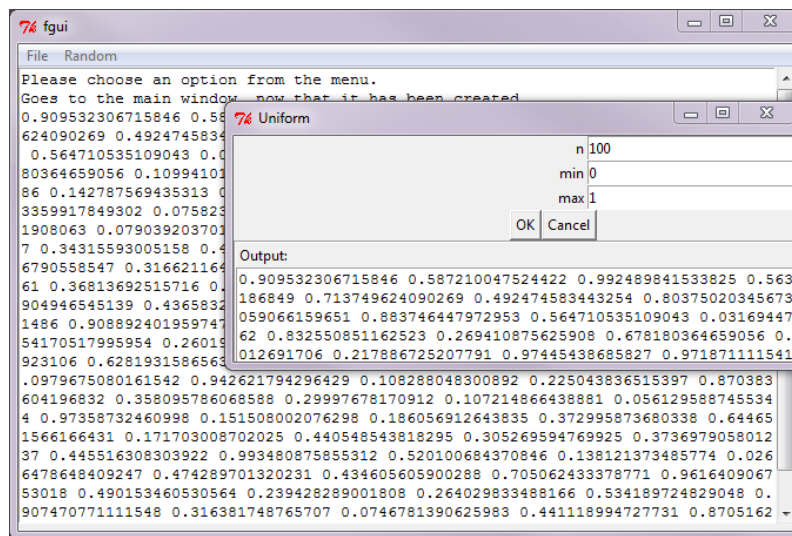 fgui
File Random
Please choose an option from the menu.
Goes to the main window, now that it has been created
0.909532306715846 0.58
624090269 0.492474583
0.564710535109043 0.0
80364659056 0.10994101
86 0.142787569435313 0
3359917849302 0.075823
1908063 0.079039203701
7 0.34315593005158 0.4
6790558547 0.316621164
61 0.36813692515716 0.
904946545139 0.4365832
1486 0.908892401959747
54170517995954 0.26019
923106 0.628193158656
.0979675080161542 0.942621794296429 0.108288048300892 0.225043836515397 0.870383
604196832 0.358095786068588 0.29997678170912 0.107214866438881 0.056129588745534
4 0.97358732460998 0.151508002076298 0.186056912643835 0.372995873680338 0.64465
1566166431 0.171703008702025 0.440548543818295 0.305269594769925 0.3736979058012
37 0.445516308303922 0.993480875855312 0.520100684370846 0.138121373485774 0.026
6478648409247 0.474289701320231 0.434605605900288 0.705062433378771 0.9616409067
53018 0.490153460530564 0.239428289001808 0.264029833488166 0.534189724829048 0.
907470771111548 0.316381748765707 0.0746781390625983 0.441118994727731 0.8705162
Uniform
n 100
min 0
max 1
OK Cancel
Output:
0.909532306715846 0.587210047524422 0.992489841533825 0.563
186849 0.713749624090269 0.492474583443254 0.80375020345673
059066159651 0.883746447972953 0.564710535109043 0.03169447
62 0.832550851162523 0.269410875625908 0.678180364659056 0.
012691706 0.217886725207791 0.97445438685827 0.971871111541